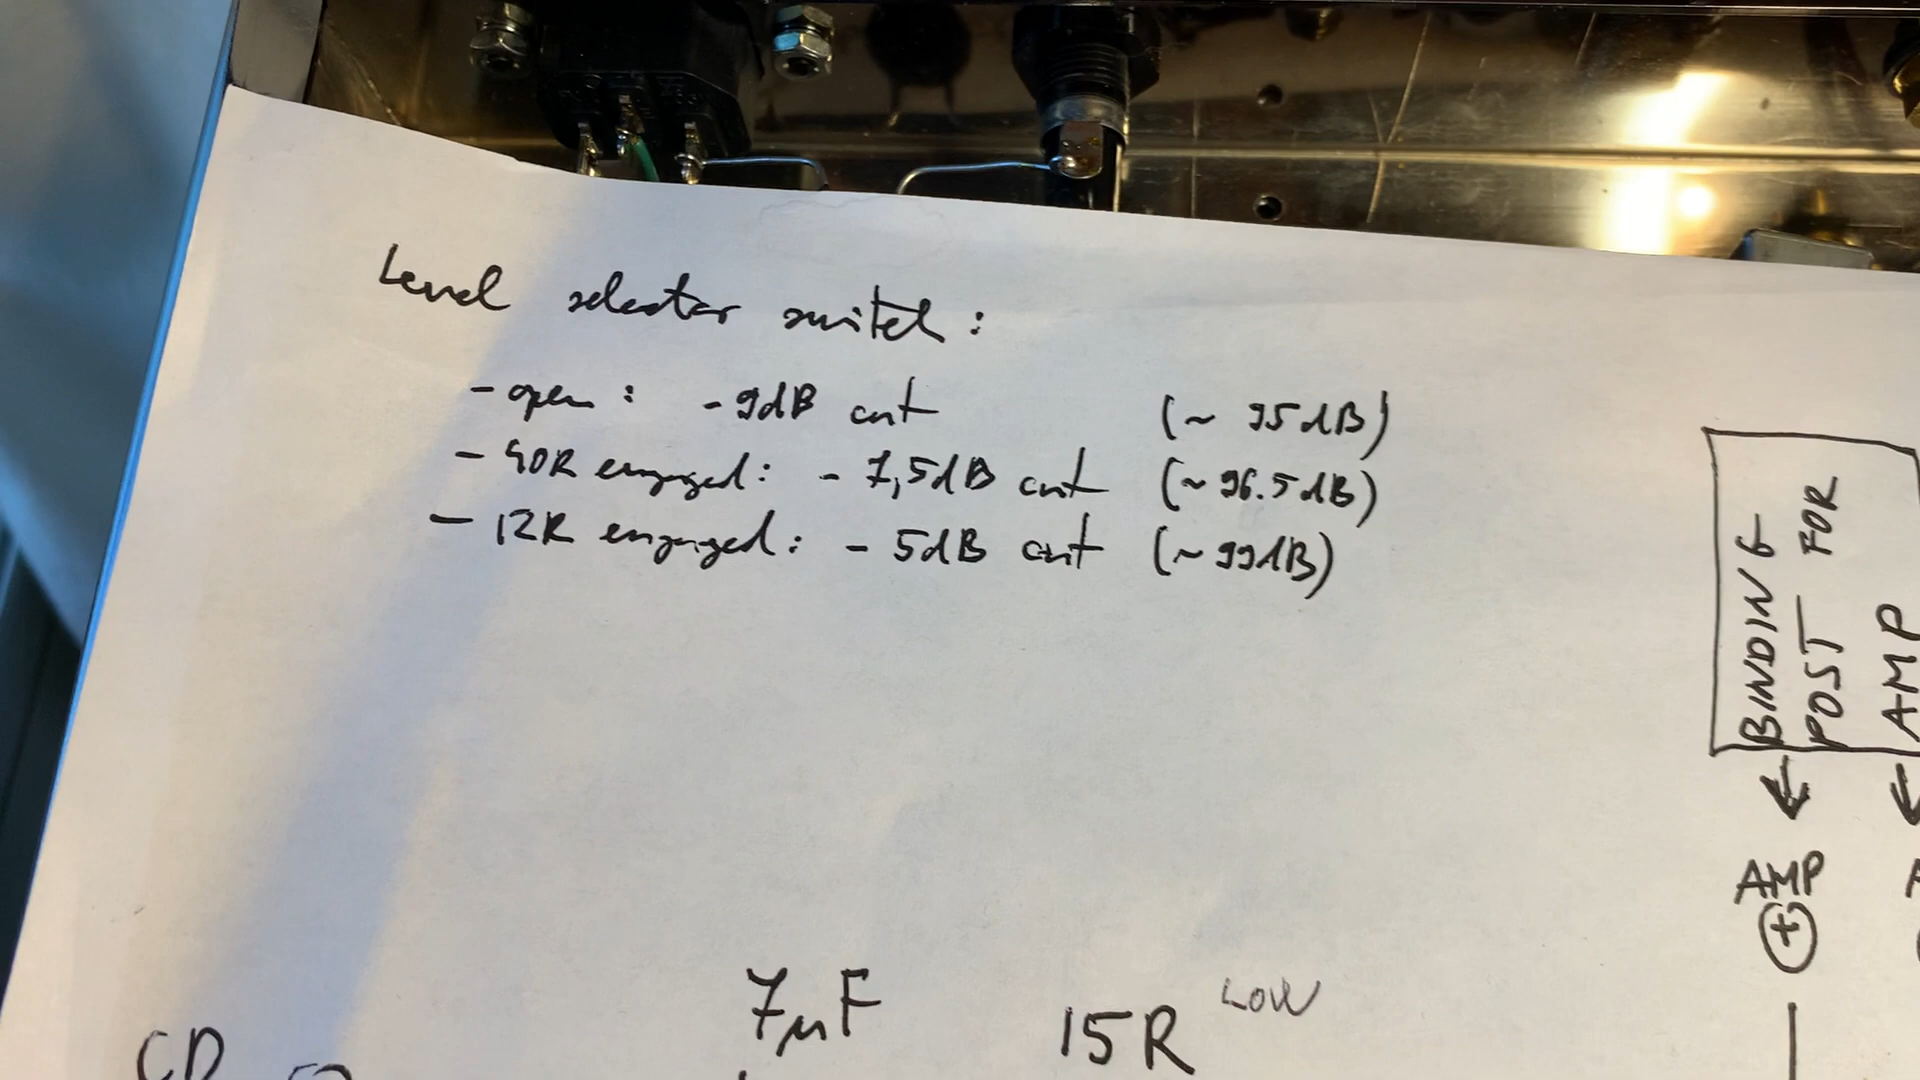 Level selector switch :
- open : - 9dB cut (~ 95dB)
- 40R engaged : - 7,5dB cut (~ 96.5dB)
- 12R engaged : - 5dB cut (~ 99dB)
BINDING
POST FOR
AMP
AMP
+
7µF
15R LOW
CD